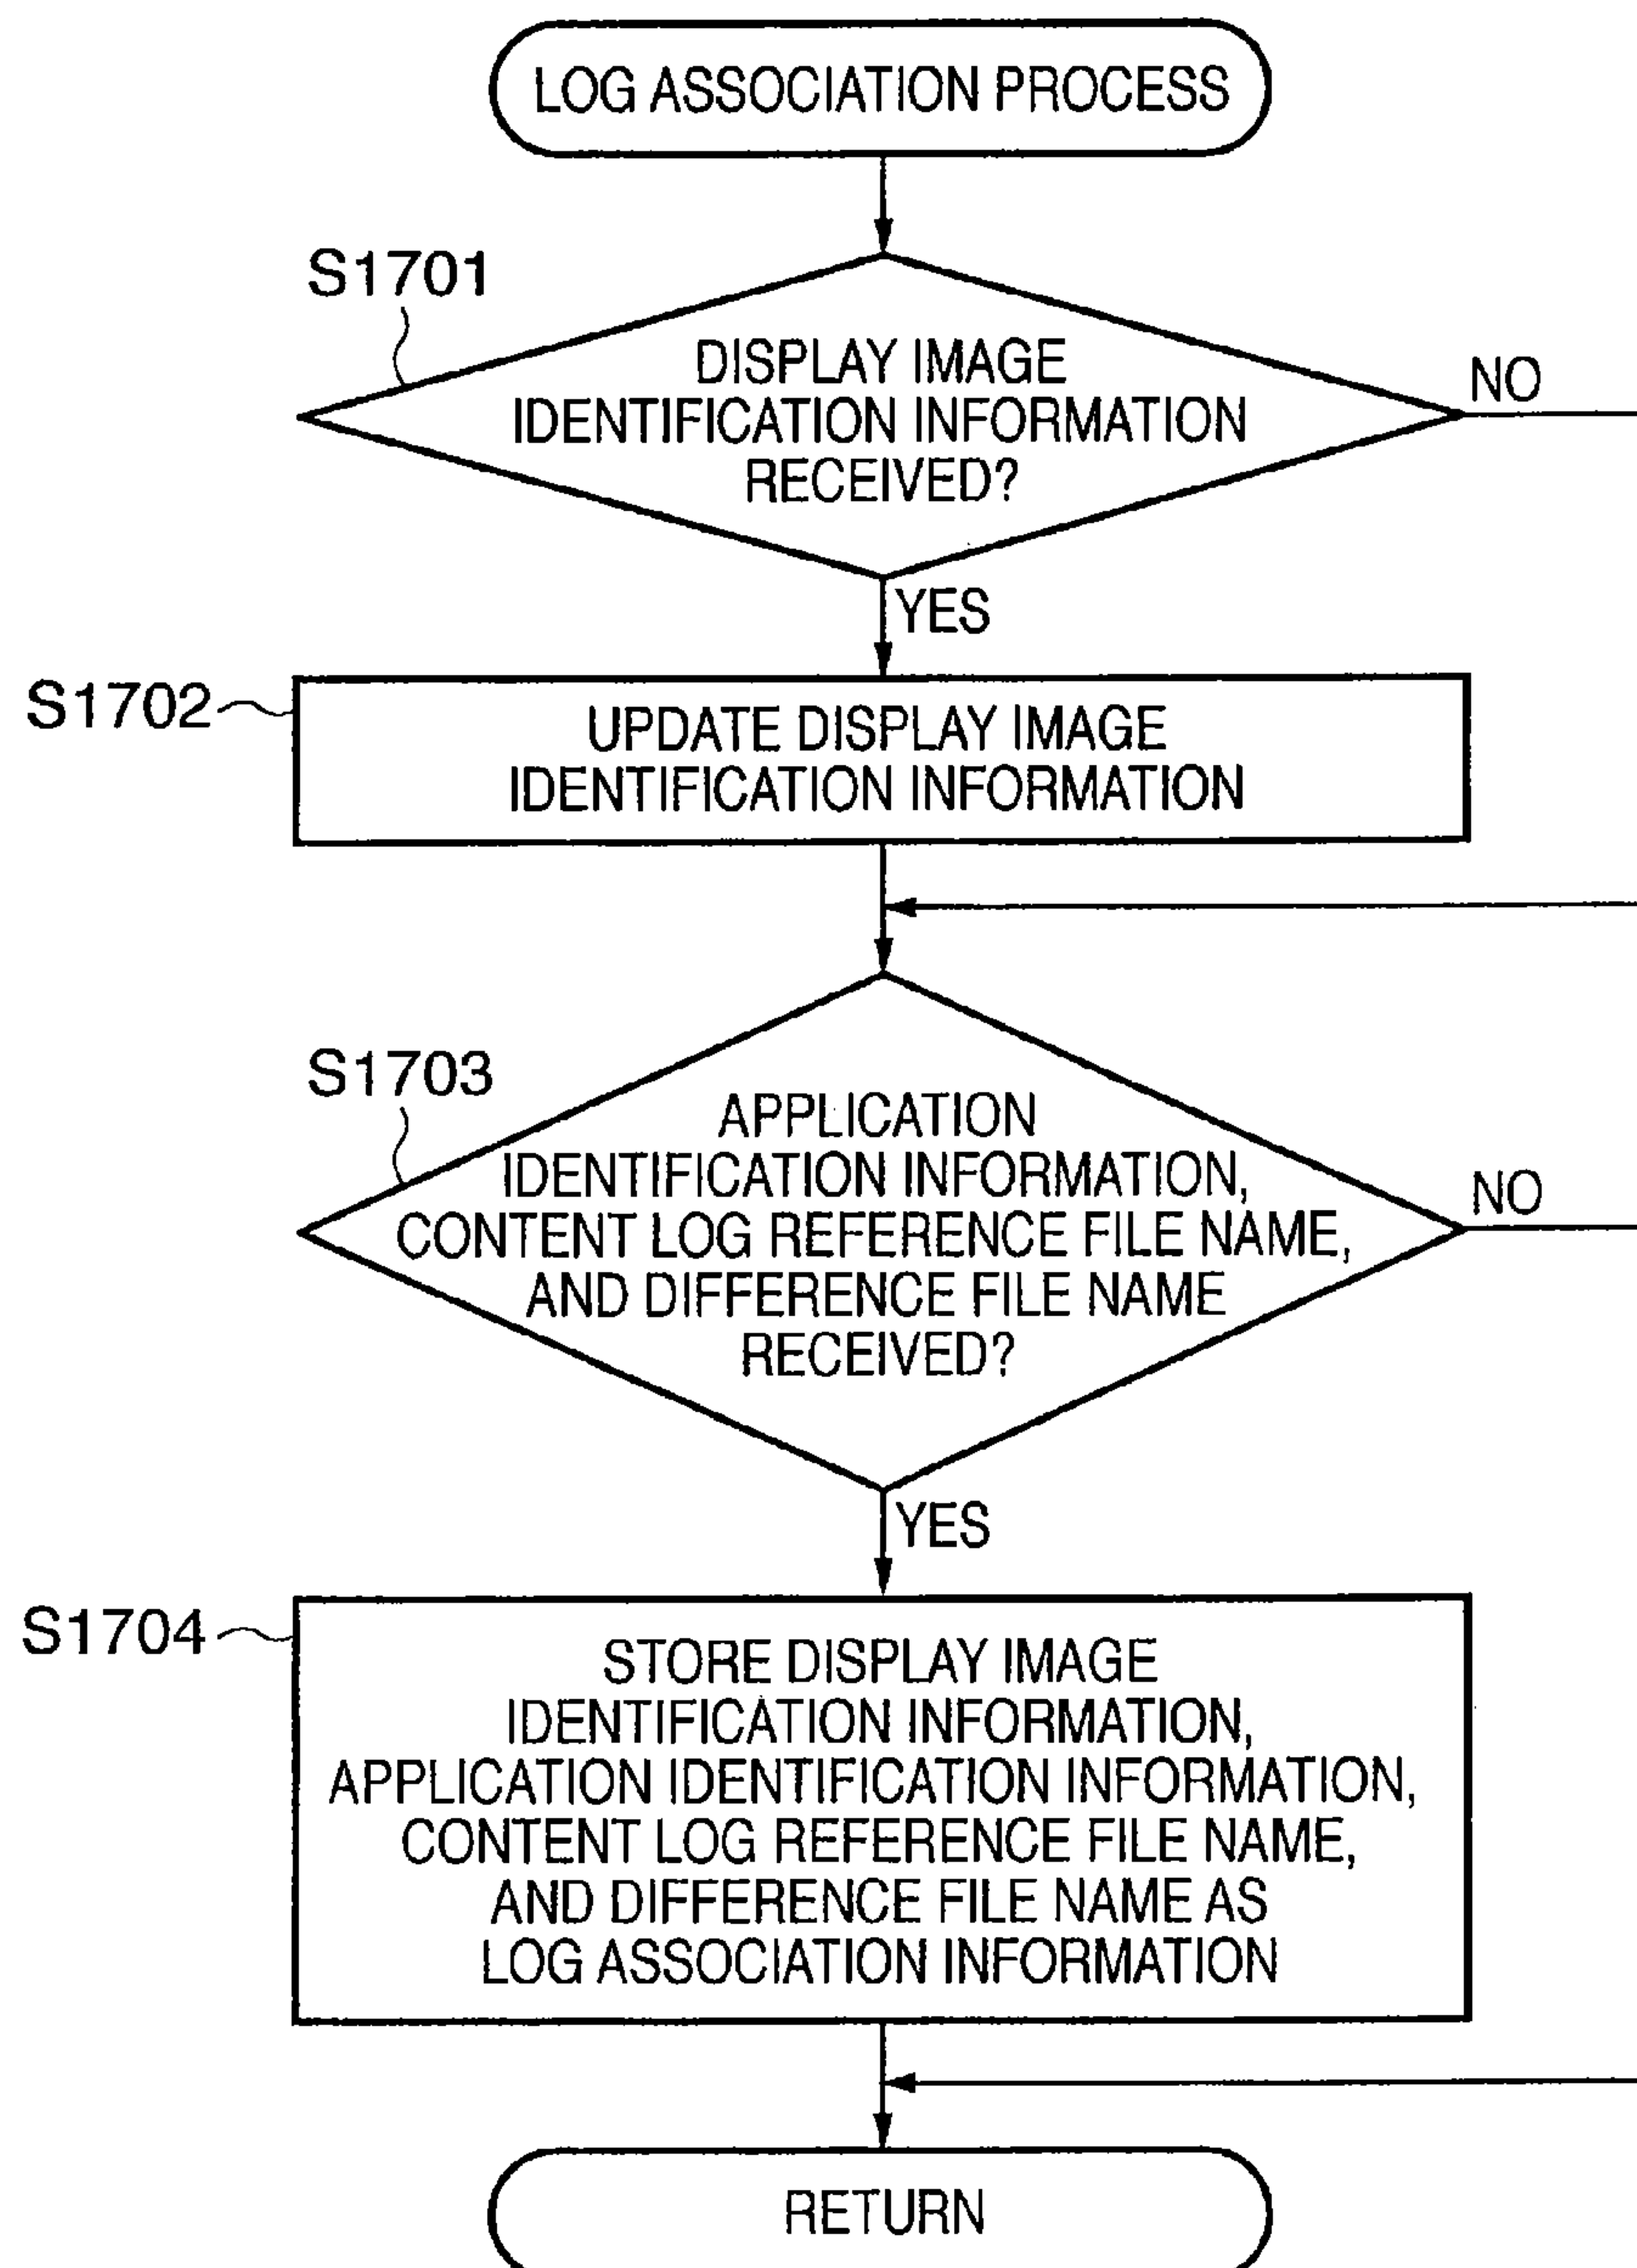 LOG ASSOCIATION PROCESS
S1701
DISPLAY IMAGE
IDENTIFICATION INFORMATION
RECEIVED?
NO
YES
S1702
UPDATE DISPLAY IMAGE
IDENTIFICATION INFORMATION
S1703
APPLICATION
IDENTIFICATION INFORMATION,
CONTENT LOG REFERENCE FILE NAME,
AND DIFFERENCE FILE NAME
RECEIVED?
NO
YES
S1704
STORE DISPLAY IMAGE
IDENTIFICATION INFORMATION,
APPLICATION IDENTIFICATION INFORMATION,
CONTENT LOG REFERENCE FILE NAME,
AND DIFFERENCE FILE NAME AS
LOG ASSOCIATION INFORMATION
RETURN